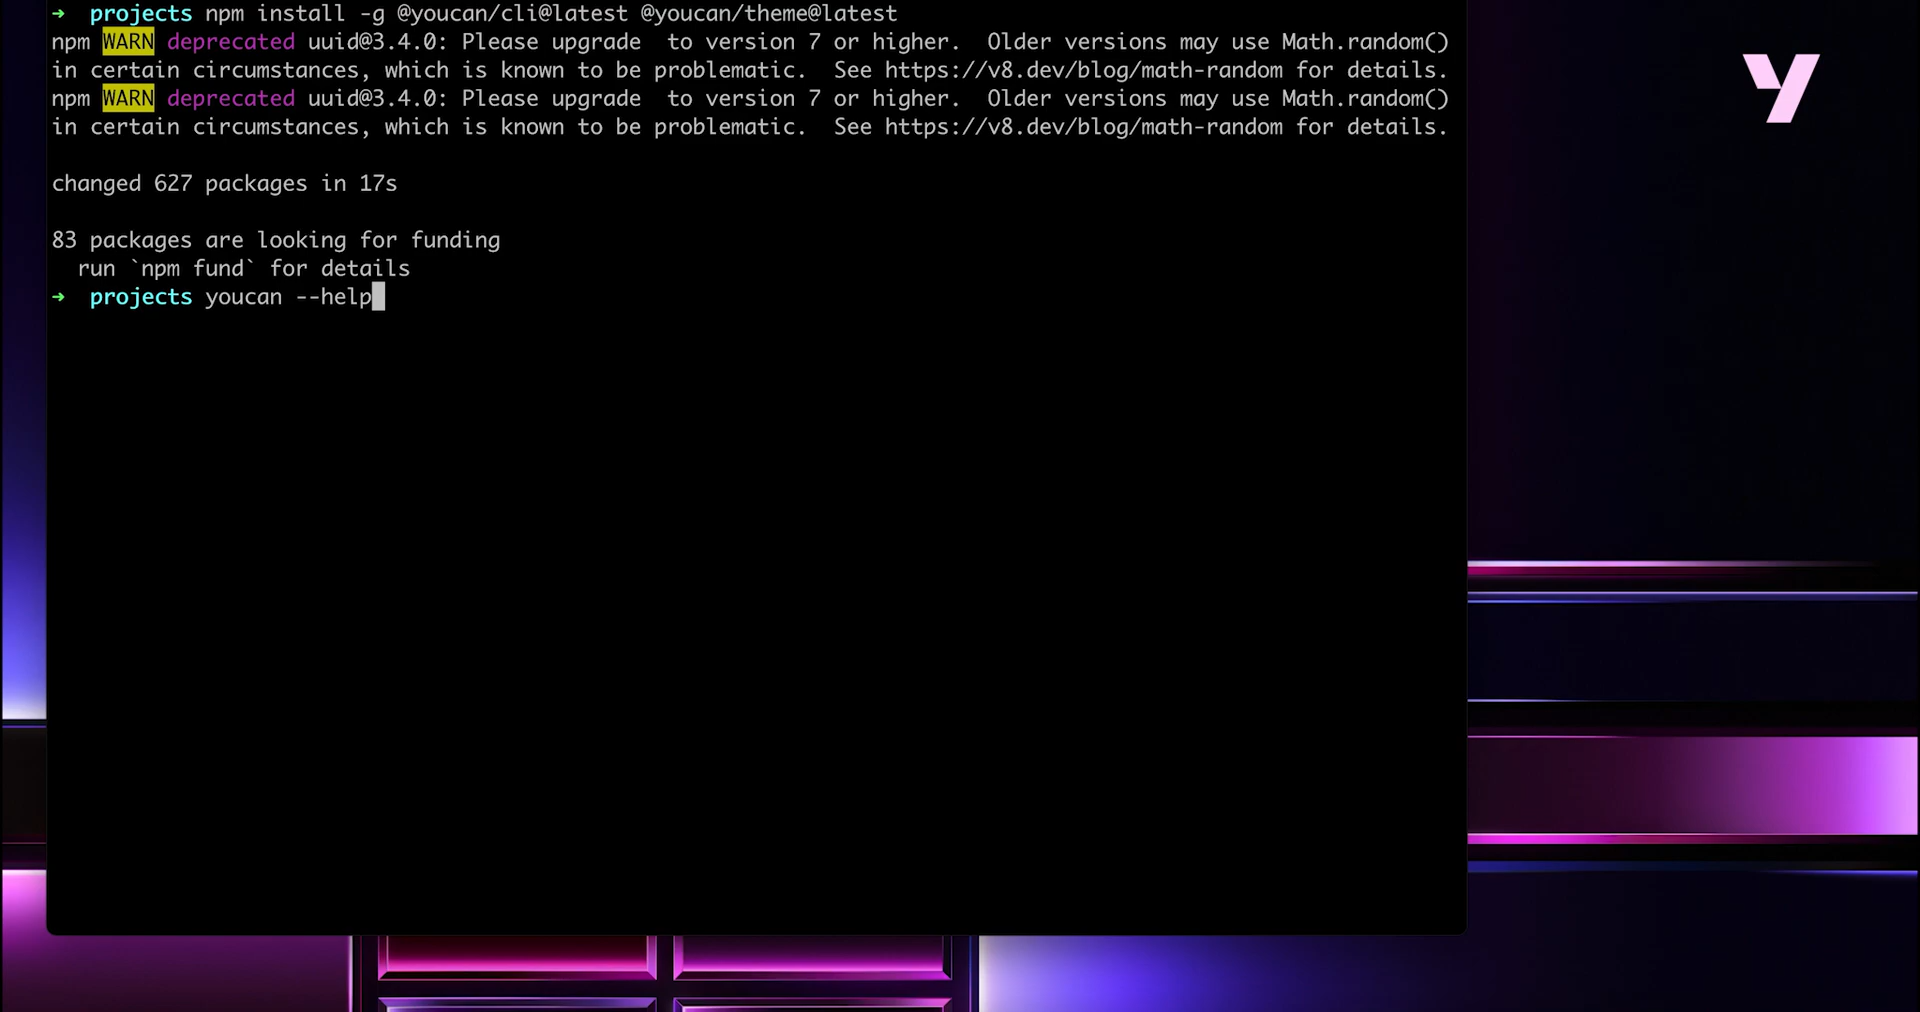 ➜  projects npm install -g @youcan/cli@latest @youcan/theme@latest
npm WARN deprecated uuid@3.4.0: Please upgrade  to version 7 or higher.  Older versions may use Math.random()
in certain circumstances, which is known to be problematic.  See https://v8.dev/blog/math-random for details.
npm WARN deprecated uuid@3.4.0: Please upgrade  to version 7 or higher.  Older versions may use Math.random()
in certain circumstances, which is known to be problematic.  See https://v8.dev/blog/math-random for details.
changed 627 packages in 17s
83 packages are looking for funding
  run `npm fund` for details
➜  projects youcan --help
Y